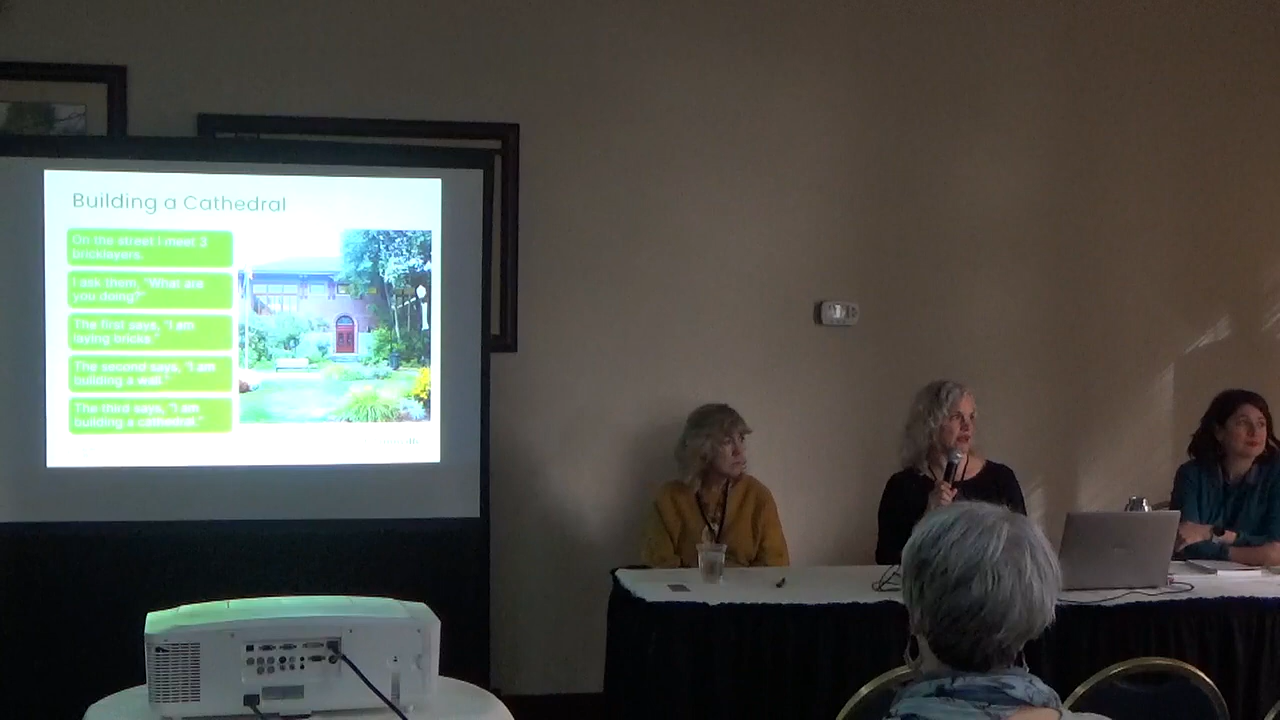 Building a Cathedral
On the street I meet 3
bricklayers.
I ask them, "What are
you doing?"
The first says, "I am
laying bricks."
The second says, "I am
building a wall."
The third says, "I am
building a cathedral."